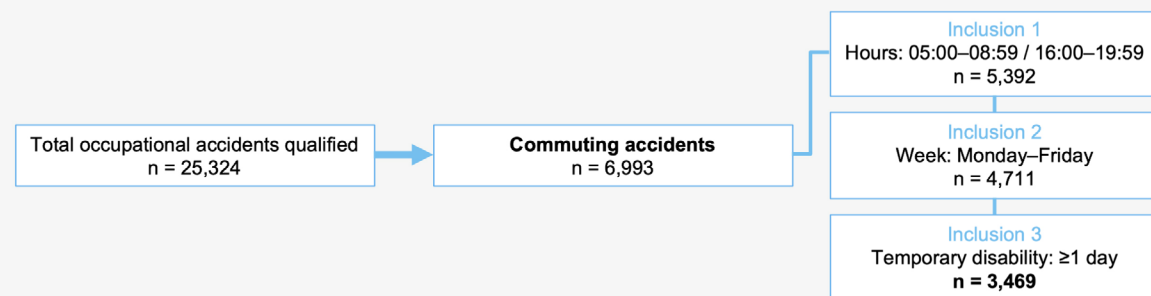 Total occupational accidents qualified
n = 25,324
Commuting accidents
n = 6,993
Inclusion 1
Hours: 05:00–08:59 / 16:00–19:59
n = 5,392
Inclusion 2
Week: Monday–Friday
n = 4,711
Inclusion 3
Temporary disability: ≥1 day
n = 3,469